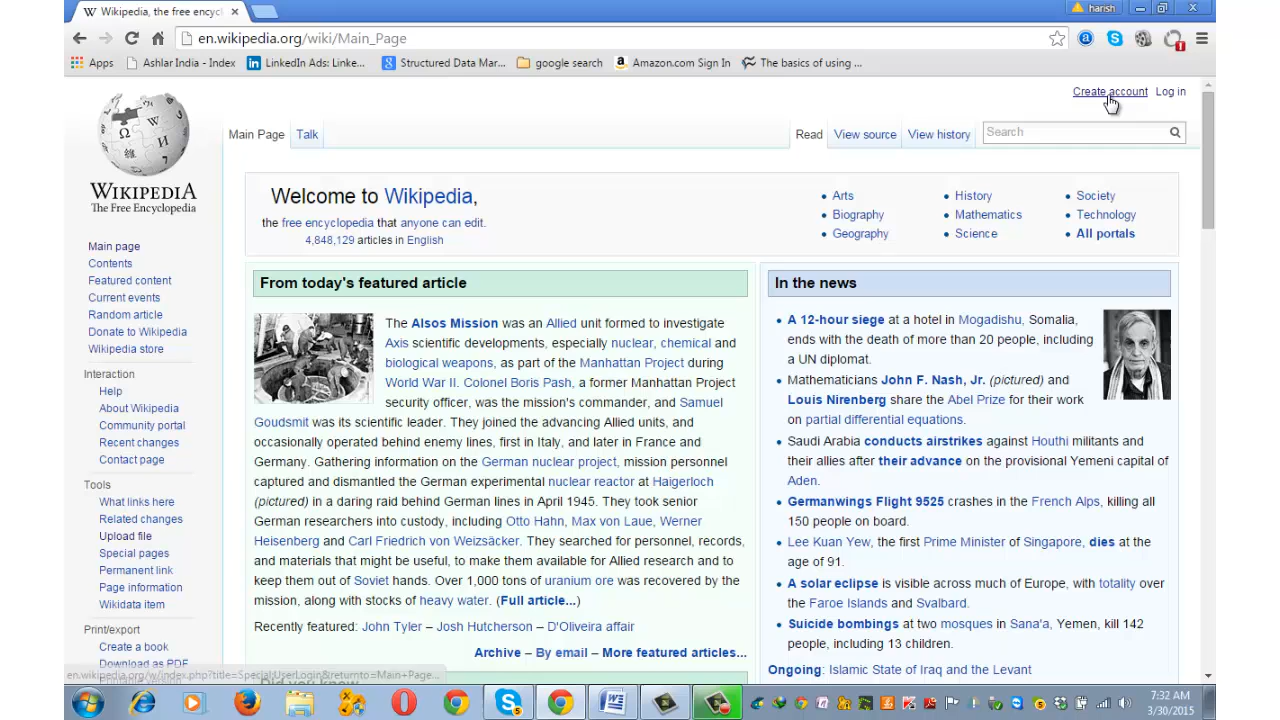 Wikipedia, the free encyc
harish
en.wikipedia.org/wiki/Main_Page
Apps
Ashlar India - Index
LinkedIn Ads: Linke...
Structured Data Mar...
google search
Amazon.com Sign In
The basics of using ...
Create account Log in
Main Page Talk
Read View source View history Search
WIKIPEDIA
The Free Encyclopedia
Main page
Contents
Featured content
Current events
Random article
Donate to Wikipedia
Wikipedia store
Interaction
Help
About Wikipedia
Community portal
Recent changes
Contact page
Tools
What links here
Related changes
Upload file
Special pages
Permanent link
Page information
Wikidata item
Print/export
Create a book
Download as PDF
Welcome to Wikipedia,
the free encyclopedia that anyone can edit.
4,848,129 articles in English
Arts
Biography
Geography
History
Mathematics
Science
Society
Technology
All portals
From today's featured article
The Alsos Mission was an Allied unit formed to investigate
Axis scientific developments, especially nuclear, chemical and
biological weapons, as part of the Manhattan Project during
World War II. Colonel Boris Pash, a former Manhattan Project
security officer, was the mission's commander, and Samuel
Goudsmit was its scientific leader. They joined the advancing Allied units, and
occasionally operated behind enemy lines, first in Italy, and later in France and
Germany. Gathering information on the German nuclear project, mission personnel
captured and dismantled the German experimental nuclear reactor at Haigerloch
(pictured) in a daring raid behind German lines in April 1945. They took senior
German researchers into custody, including Otto Hahn, Max von Laue, Werner
Heisenberg and Carl Friedrich von Weizsäcker. They searched for personnel, records,
and materials that might be useful, to make them available for Allied research and to
keep them out of Soviet hands. Over 1,000 tons of uranium ore was recovered by the
mission, along with stocks of heavy water. (Full article...)
Recently featured: John Tyler – Josh Hutcherson – D'Oliveira affair
Archive – By email – More featured articles...
Did you know
In the news
A 12-hour siege at a hotel in Mogadishu, Somalia,
ends with the death of more than 20 people, including
a UN diplomat.
Mathematicians John F. Nash, Jr. (pictured) and
Louis Nirenberg share the Abel Prize for their work
on partial differential equations.
Saudi Arabia conducts airstrikes against Houthi militants and
their allies after their advance on the provisional Yemeni capital of
Aden.
Germanwings Flight 9525 crashes in the French Alps, killing all
150 people on board.
Lee Kuan Yew, the first Prime Minister of Singapore, dies at the
age of 91.
A solar eclipse is visible across much of Europe, with totality over
the Faroe Islands and Svalbard.
Suicide bombings at two mosques in Sana'a, Yemen, kill 142
people, including 13 children.
Ongoing: Islamic State of Iraq and the Levant
en.wikipedia.org/w/index.php?title=Special:UserLogin&returnto=Main+Page...
7:32 AM
3/30/2015